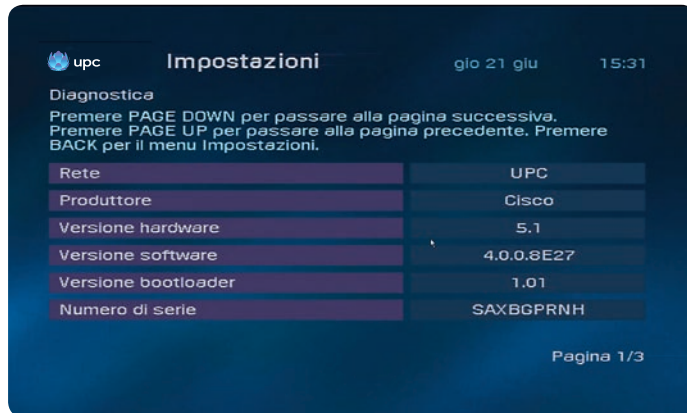 upc Impostazioni gio 21 giu 15:31
Diagnostica
Premere PAGE DOWN per passare alla pagina successiva.
Premere PAGE UP per passare alla pagina precedente. Premere
BACK per il menu Impostazioni.
Rete UPC
Produttore Cisco
Versione hardware 5.1
Versione software 4.0.0.8E27
Versione bootloader 1.01
Numero di serie SAXBGPRNH
Pagina 1/3